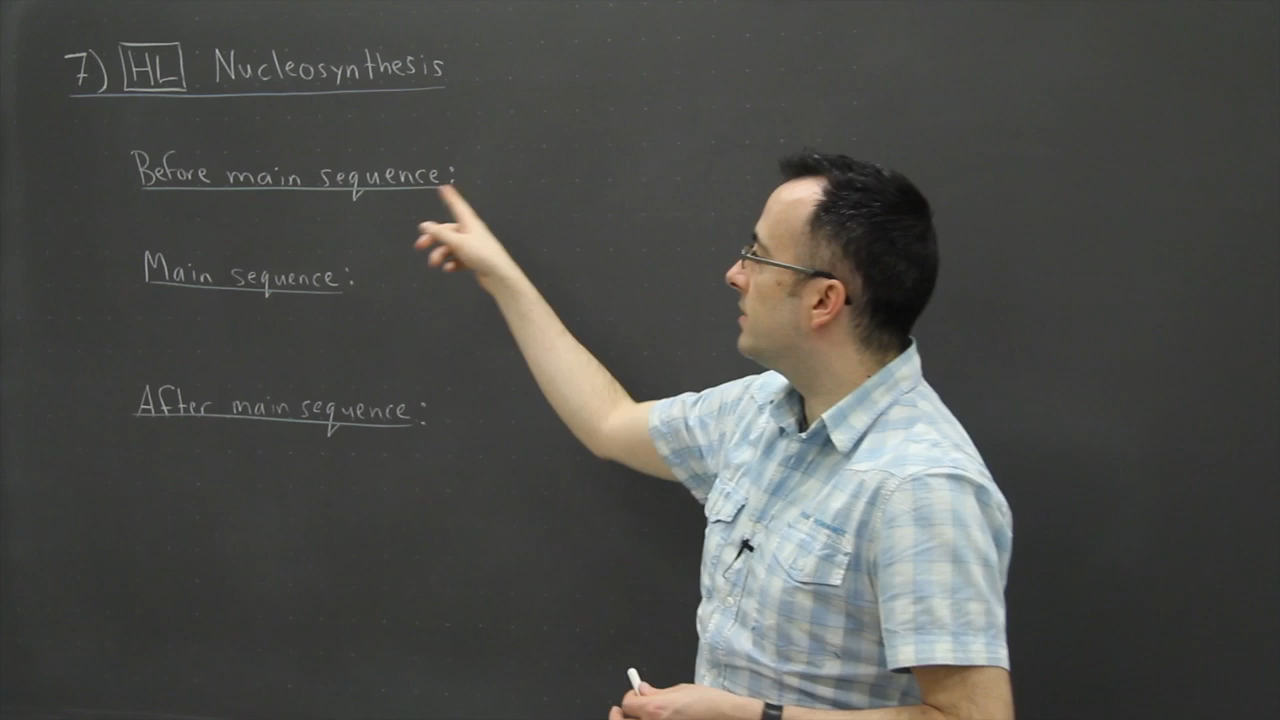 7) HL Nucleosynthesis
Before main sequence:
Main sequence:
After main sequence: